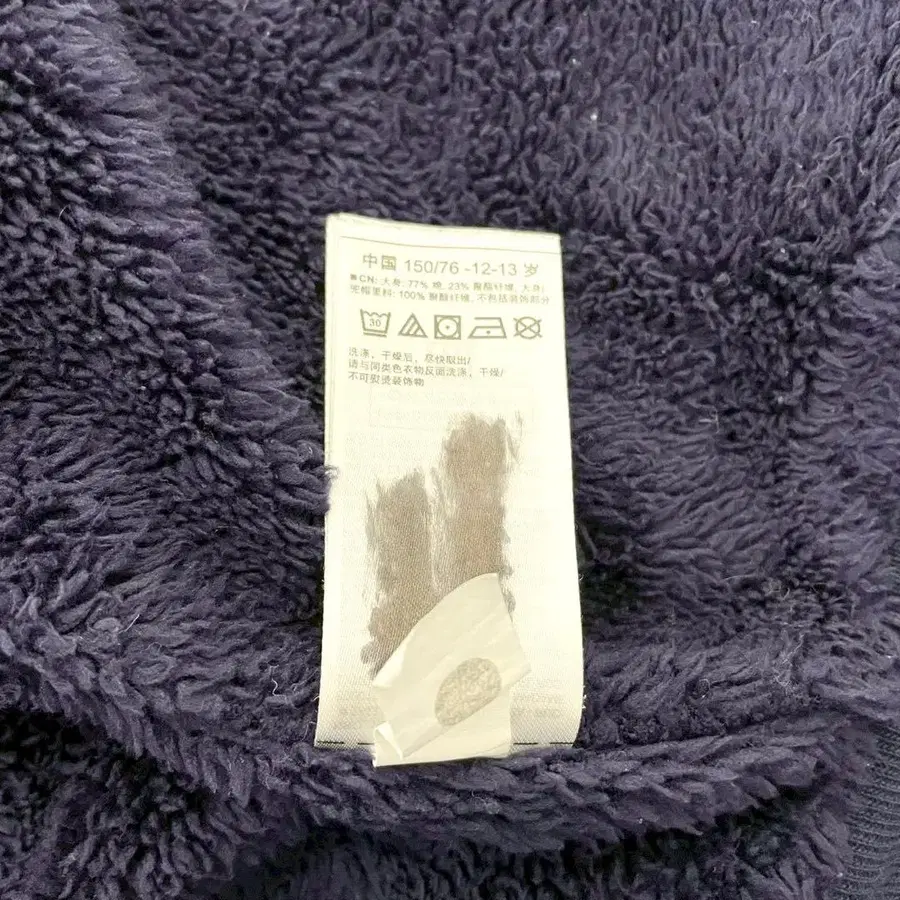 中国 150/76 -12-13 岁
CN: 大身: 77% 棉, 23% 聚酯纤维, 大身/
兜帽里料: 100% 聚酯纤维, 不包括装饰部分
30
洗涤, 干燥后, 尽快取出/
请与同类色衣物反面洗涤, 干燥/
不可熨烫装饰物